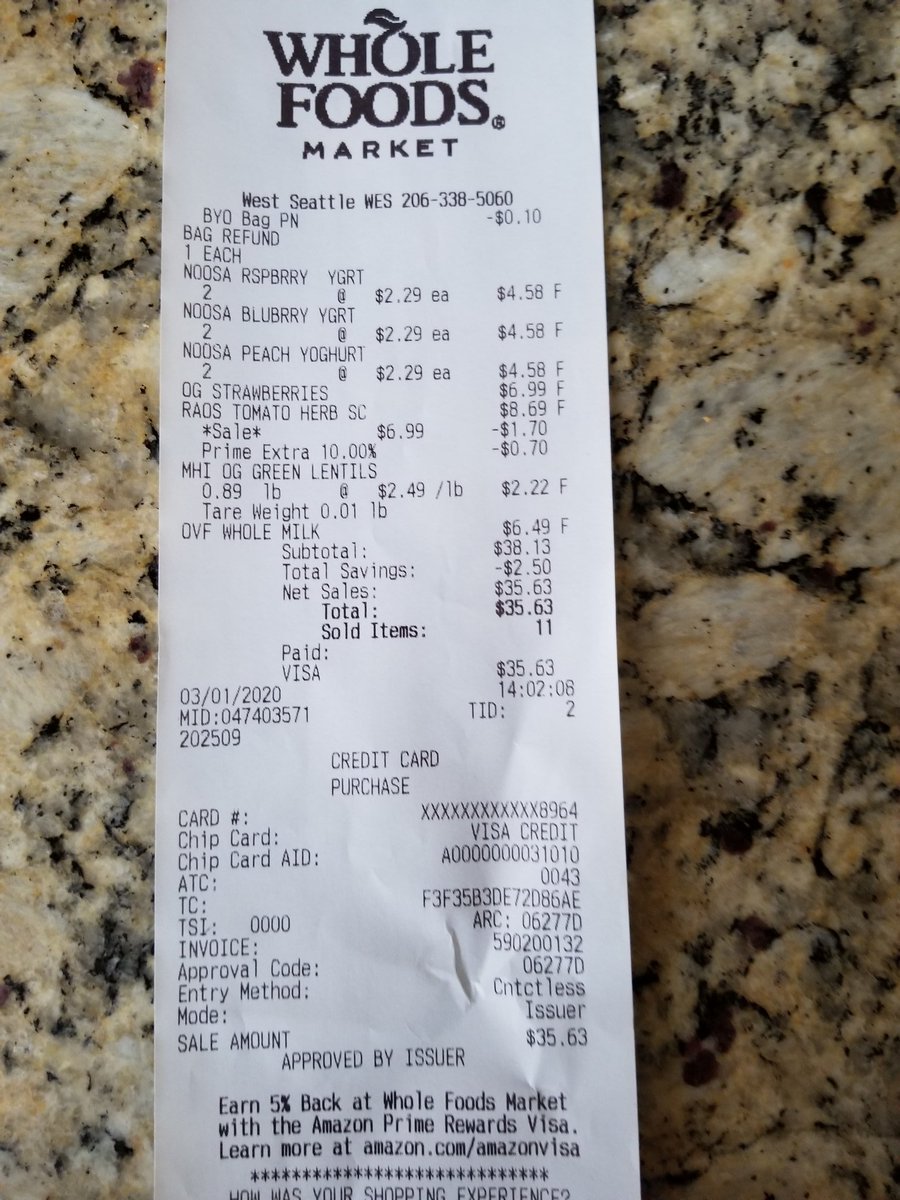 WHOLE
FOODS®
MARKET
West Seattle WES 206-338-5060
BYO Bag PN -$0.10
BAG REFUND
1 EACH
NOOSA RSPBRRY YGRT
2 @ $2.29 ea $4.58 F
NOOSA BLUBRRY YGRT
2 @ $2.29 ea $4.58 F
NOOSA PEACH YOGHURT
2 @ $2.29 ea $4.58 F
OG STRAWBERRIES $6.99 F
RAOS TOMATO HERB SC $8.69 F
*Sale* $6.99 -$1.70
Prime Extra 10.00% -$0.70
MHI OG GREEN LENTILS
0.89 lb @ $2.49 /lb $2.22 F
Tare Weight 0.01 lb
OVF WHOLE MILK $6.49 F
Subtotal: $38.13
Total Savings: -$2.50
Net Sales: $35.63
Total: $35.63
Sold Items: 11
Paid:
VISA $35.63
03/01/2020 14:02:08
MID:047403571 TID: 2
202509
CREDIT CARD
PURCHASE
CARD #: XXXXXXXXXXXX8964
Chip Card: VISA CREDIT
Chip Card AID: A0000000031010
ATC: 0043
TC: F3F35B3DE72D86AE
TSI: 0000 ARC: 06277D
INVOICE: 590200132
Approval Code: 06277D
Entry Method: Cntctless
Mode: Issuer
SALE AMOUNT $35.63
APPROVED BY ISSUER
Earn 5% Back at Whole Foods Market
with the Amazon Prime Rewards Visa.
Learn more at amazon.com/amazonvisa
******************************
HOW WAS YOUR SHOPPING EXPERIENCE?